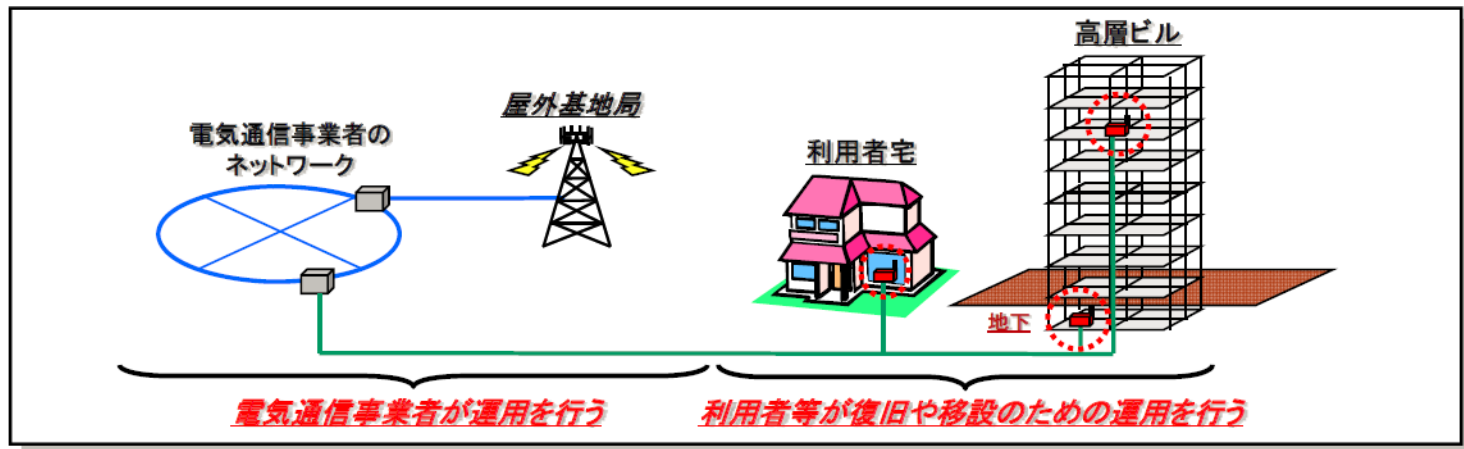 高層ビル
屋外基地局
電気通信事業者の
ネットワーク
利用者宅
地下
電気通信事業者が運用を行う
利用者等が復旧や移設のための運用を行う